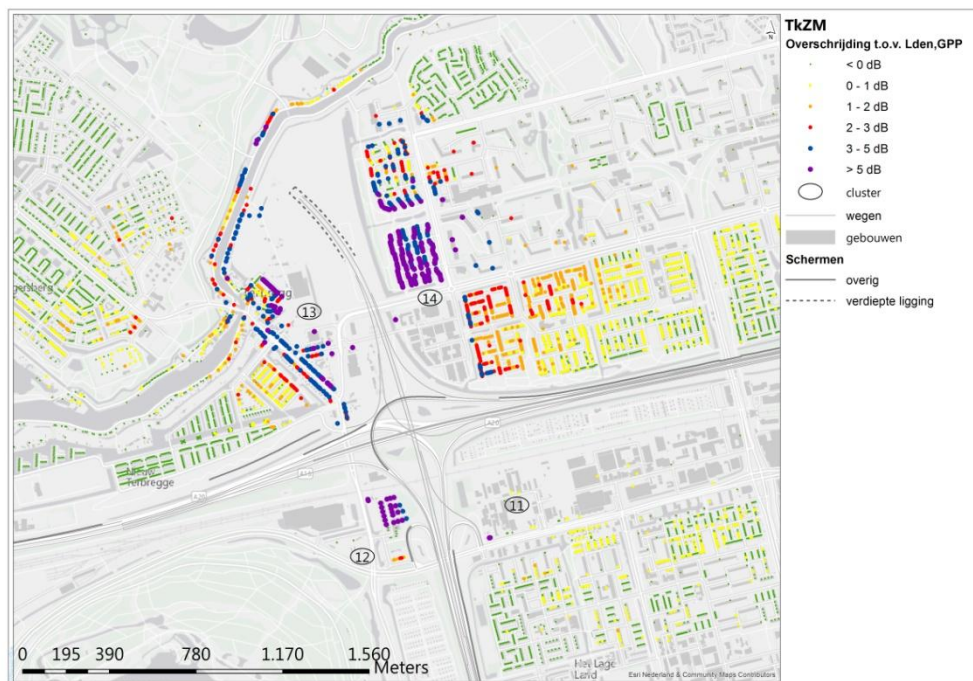 TkZM
Overschrijding t.o.v. Lden,GPP
< 0 dB
0 - 1 dB
1 - 2 dB
2 - 3 dB
3 - 5 dB
> 5 dB
cluster
wegen
gebouwen
Schermen
overig
verdiepte ligging
N
13
14
A20
Nieuw
Terbregge
A20
11
12
0 195 390 780 1.170 1.560
Meters
Het Lage
Land
Esri Nederland & Community Maps Contributors